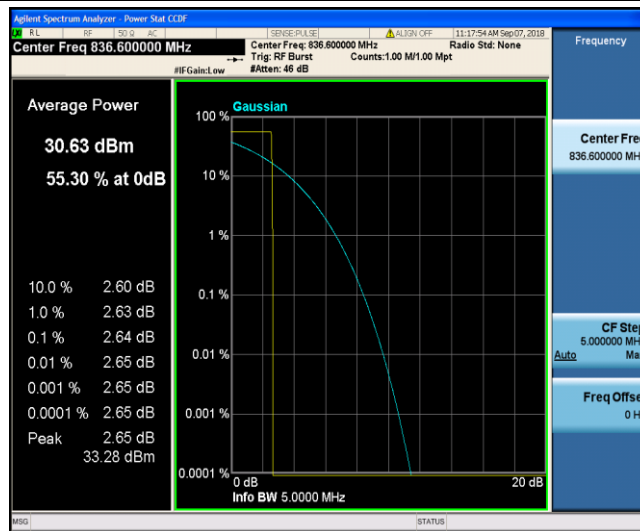 Agilent Spectrum Analyzer - Power Stat CCDF
RL RF 50 Ω AC SENSE:PULSE ALIGN OFF 11:17:54 AM Sep 07, 2018
Center Freq 836.600000 MHz
Center Freq: 836.600000 MHz Radio Std: None
Trig: RF Burst Counts:1.00 M/1.00 Mpt
#IFGain:Low #Atten: 46 dB
Frequency
Average Power
30.63 dBm
55.30 % at 0dB
10.0 % 2.60 dB
1.0 % 2.63 dB
0.1 % 2.64 dB
0.01 % 2.65 dB
0.001 % 2.65 dB
0.0001 % 2.65 dB
Peak 2.65 dB
33.28 dBm
Gaussian
100 %
10 %
1 %
0.1 %
0.01 %
0.001 %
0.0001 %
0 dB 20 dB
Info BW 5.0000 MHz
Center Fre
836.600000 MH
CF Step
5.000000 MH
Auto Ma
Freq Offse
0 H
MSG STATUS